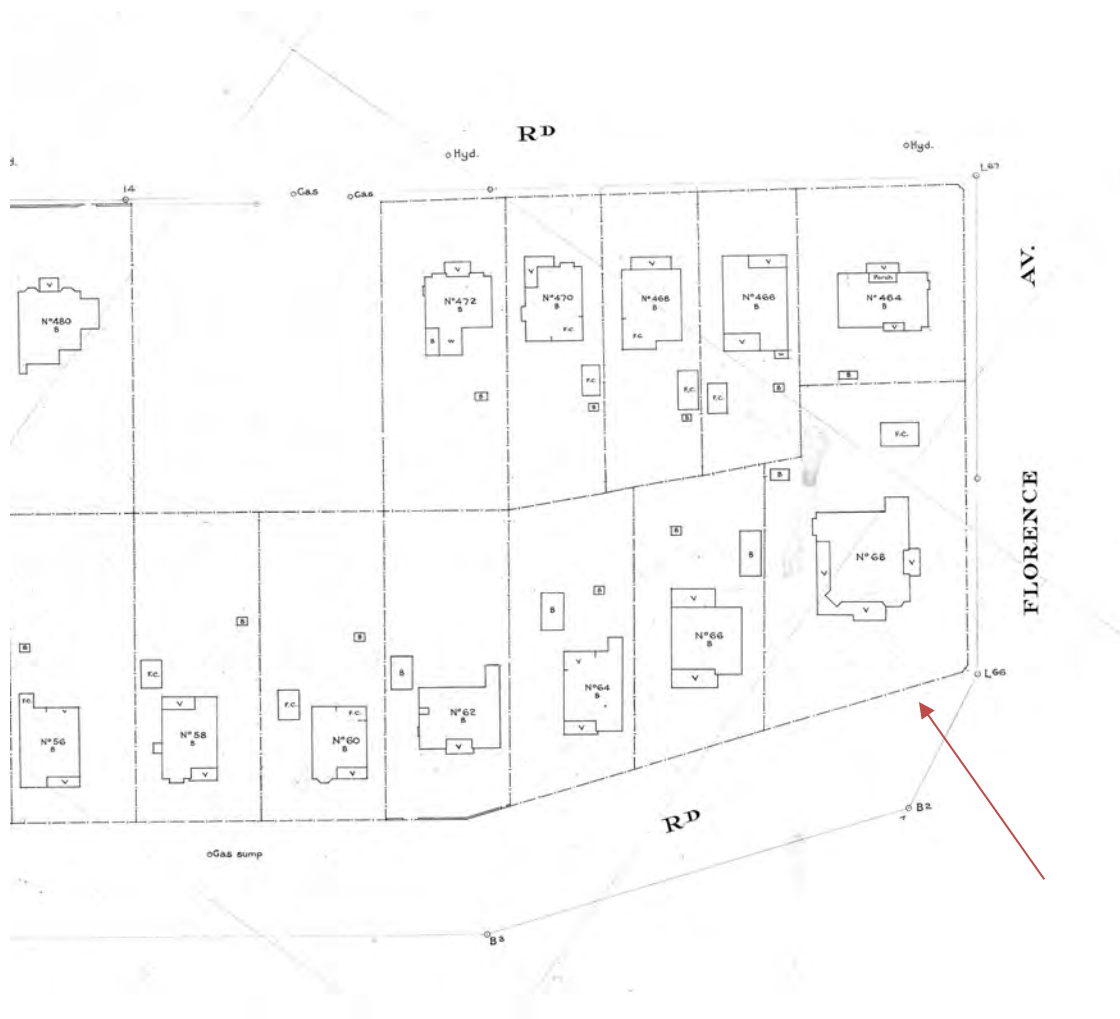 RD
Hyd.
Hyd.
L67
14
Gas
Gas
AV.
V
V
V
V
V
V
V
Porch
Nº480
B
Nº472
B
Nº470
B
Nº468
B
Nº466
B
Nº464
B
F.C.
F.C.
B
W
V
V
W
F.C.
F.C.
F.C.
B
B
B
B
B
F.C.
B
FLORENCE
Nº68
V
V
V
B
B
B
B
B
V
Nº66
B
V
B
B
B
F.C.
B
V
Nº64
B
V
L66
F.C.
V
Nº56
B
V
V
Nº58
B
V
F.C.
F.C.
Nº60
B
V
Nº62
B
V
RD
B2
Gas sump
B3